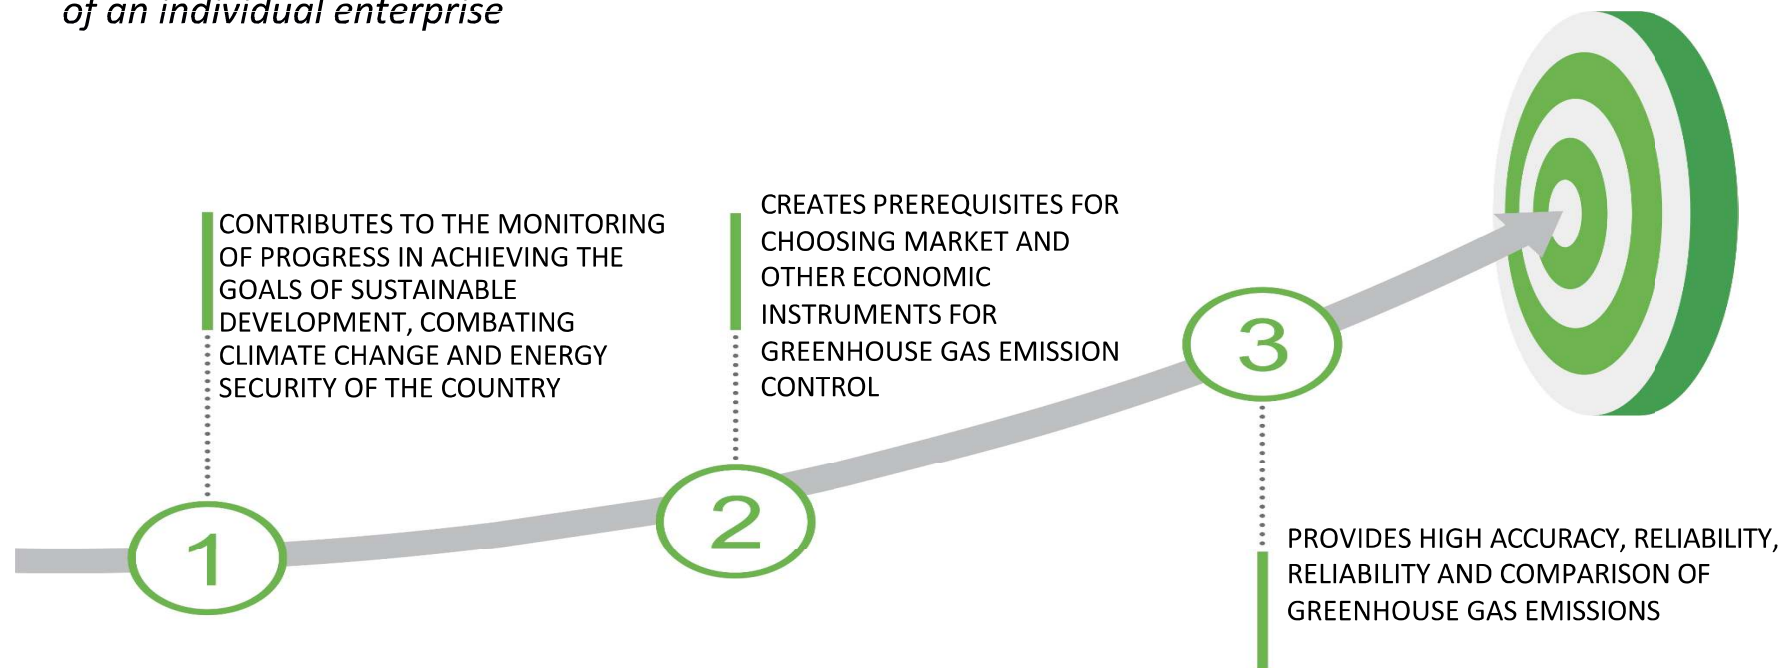 of an individual enterprise
CONTRIBUTES TO THE MONITORING
OF PROGRESS IN ACHIEVING THE
GOALS OF SUSTAINABLE
DEVELOPMENT, COMBATING
CLIMATE CHANGE AND ENERGY
SECURITY OF THE COUNTRY
1
CREATES PREREQUISITES FOR
CHOOSING MARKET AND
OTHER ECONOMIC
INSTRUMENTS FOR
GREENHOUSE GAS EMISSION
CONTROL
2
3
PROVIDES HIGH ACCURACY, RELIABILITY,
RELIABILITY AND COMPARISON OF
GREENHOUSE GAS EMISSIONS